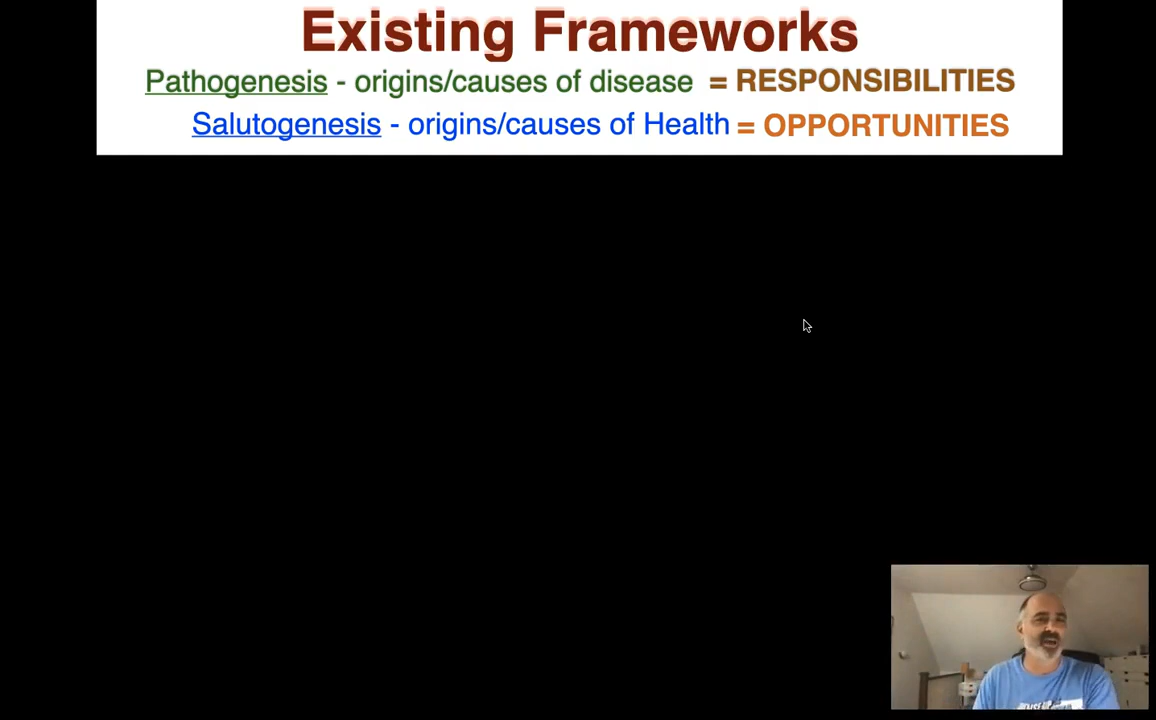 Existing Frameworks
Pathogenesis - origins/causes of disease = RESPONSIBILITIES
Salutogenesis - origins/causes of Health = OPPORTUNITIES